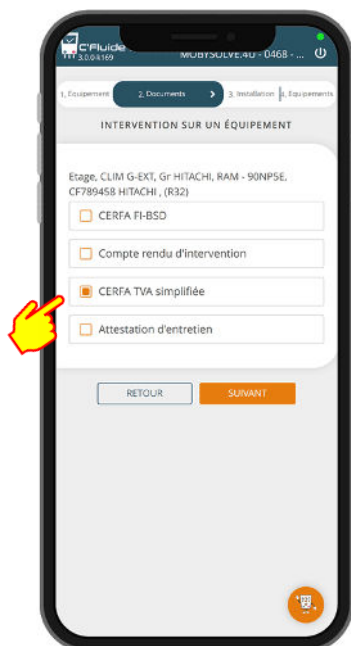 C'Fluide
3.0.0-R169
MOBYSOLVE.4U - 0468 - ...
1. Equipement
2. Documents
3. Installation
4. Equipements
INTERVENTION SUR UN ÉQUIPEMENT
Etage, CLIM G-EXT, Gr HITACHI, RAM - 90NP5E,
CF789458 HITACHI , (R32)
CERFA FI-BSD
Compte rendu d'intervention
CERFA TVA simplifiée
Attestation d'entretien
RETOUR
SUIVANT